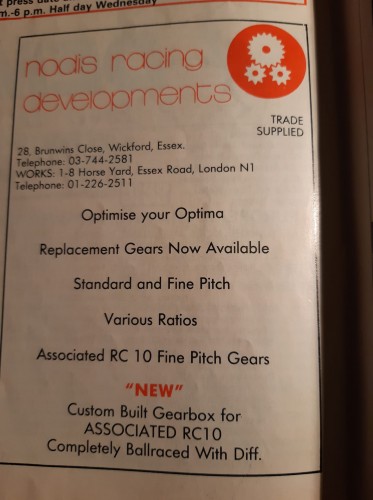 t press date
m.-6 p.m. Half day Wednesday
nodis racing
developments
TRADE
SUPPLIED
28, Brunwins Close, Wickford, Essex.
Telephone: 03-744-2581
WORKS: 1-8 Horse Yard, Essex Road, London N1
Telephone: 01-226-2511
Optimise your Optima
Replacement Gears Now Available
Standard and Fine Pitch
Various Ratios
Associated RC 10 Fine Pitch Gears
"NEW"
Custom Built Gearbox for
ASSOCIATED RC10
Completely Ballraced With Diff.